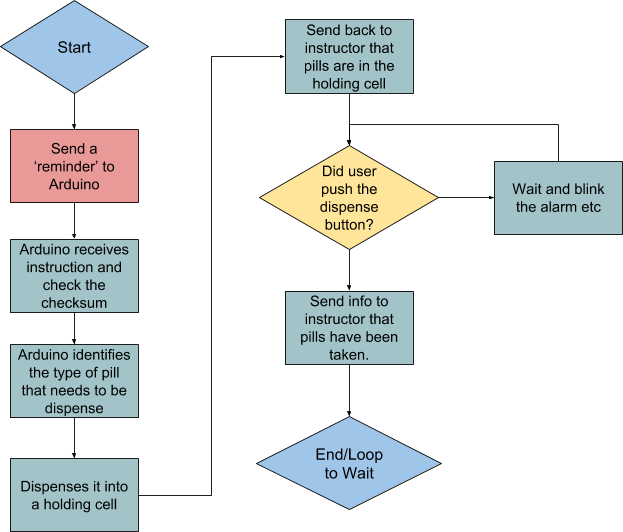 Start
Send a
‘reminder’ to
Arduino
Arduino receives
instruction and
check the
checksum
Arduino identifies
the type of pill
that needs to be
dispense
Dispenses it into
a holding cell
Send back to
instructor that
pills are in the
holding cell
Did user
push the
dispense
button?
Wait and blink
the alarm etc
Send info to
instructor that
pills have been
taken.
End/Loop
to Wait